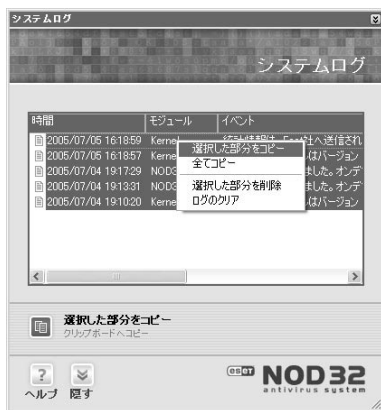 システムログ
システムログ
時間 モジュール イベント
2005/07/05 16:18:59 Kernel 統計情報は、Eset社へ送信され
2005/07/05 16:18:57 Kerne はバージョン
2005/07/04 19:17:29 NOD3 ました。オンデ
2005/07/04 19:13:31 NOD3 ました。オンデ
2005/07/04 19:10:20 Kerne はバージョン
選択した部分をコピー
全てコピー
選択した部分を削除
ログのクリア
選択した部分をコピー
クリップボードへコピー
ヘルプ 隠す
eset NOD32
antivirus system